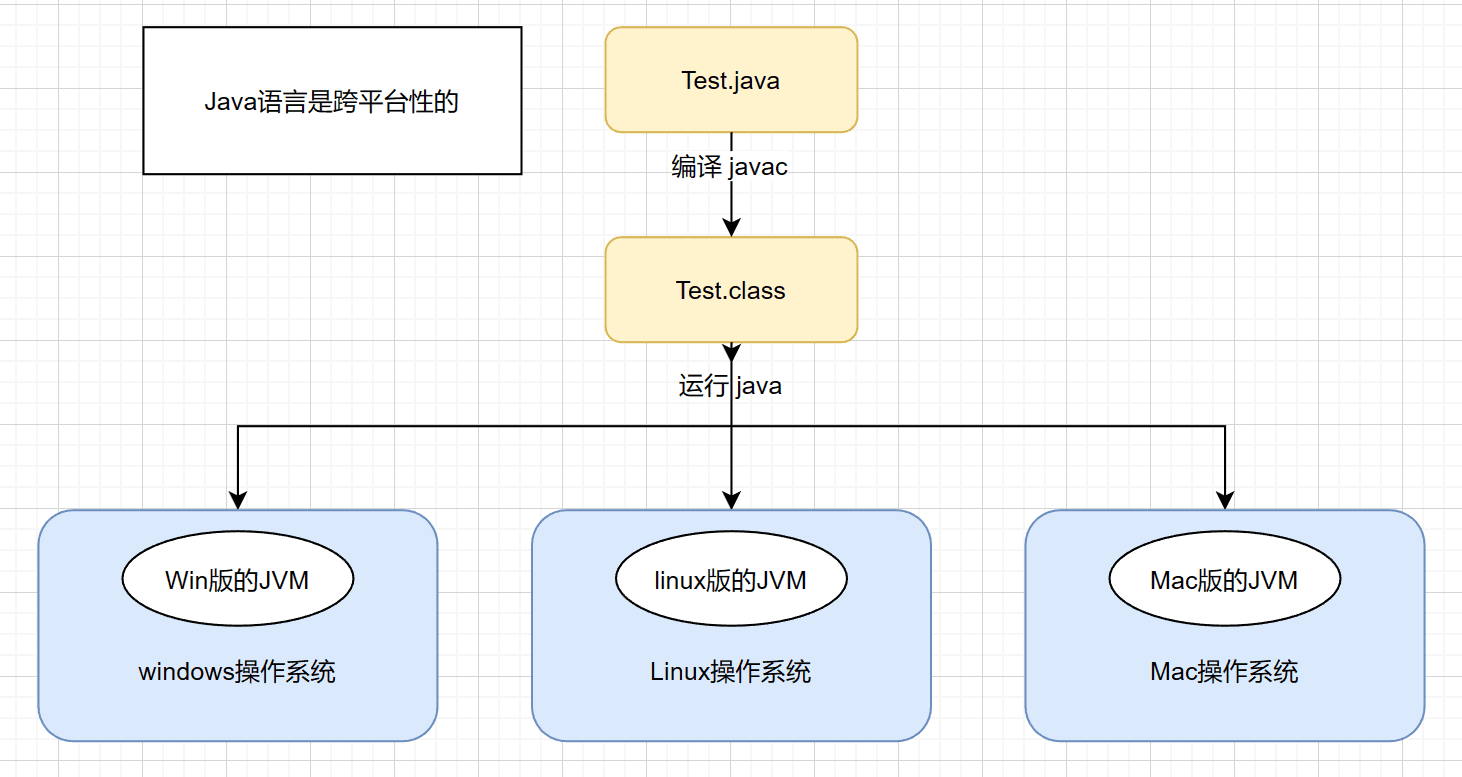 Java语言是跨平台性的
Test.java
编译 javac
Test.class
运行 java
Win版的JVM
windows操作系统
linux版的JVM
Linux操作系统
Mac版的JVM
Mac操作系统